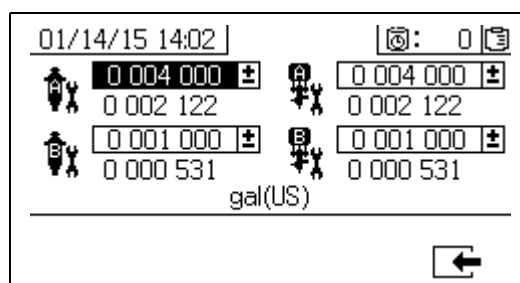 01/14/15 14:02 : 0
A 0 004 000 ± A 0 004 000 ±
0 002 122 0 002 122
B 0 001 000 ± B 0 001 000 ±
0 000 531 0 000 531
gal(US)